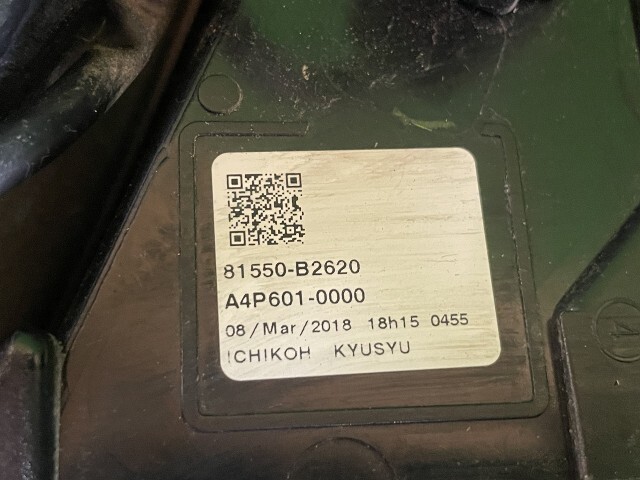 81550-B2620
A4P601-0000
08/Mar/2018 18h15 0455
ICHIKOH KYUSYU